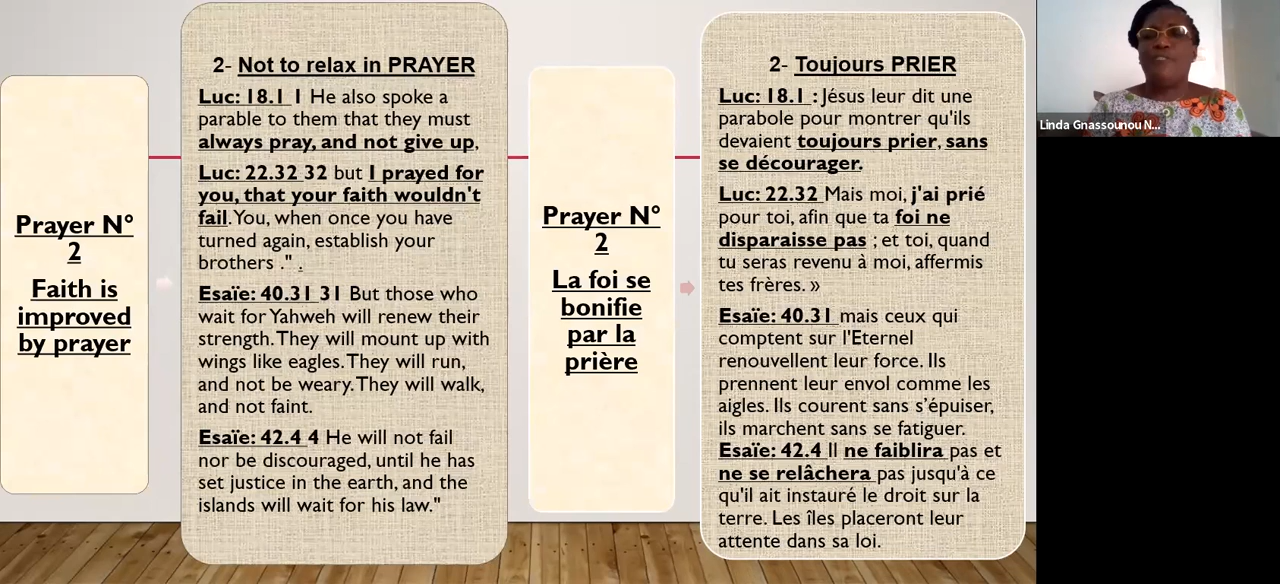 Prayer N°
2
Faith is
improved
by prayer
2- Not to relax in PRAYER
Luc: 18.1 1 He also spoke a
parable to them that they must
always pray, and not give up,
Luc: 22.32 32 but I prayed for
you, that your faith wouldn't
fail. You, when once you have
turned again, establish your
brothers ." .
Esaïe: 40.31 31 But those who
wait for Yahweh will renew their
strength. They will mount up with
wings like eagles. They will run,
and not be weary. They will walk,
and not faint.
Esaïe: 42.4 4 He will not fail
nor be discouraged, until he has
set justice in the earth, and the
islands will wait for his law."
Prayer N°
2
La foi se
bonifie
par la
prière
2- Toujours PRIER
Luc: 18.1 : Jésus leur dit une
parabole pour montrer qu'ils
devaient toujours prier, sans
se décourager.
Luc: 22.32 Mais moi, j'ai prié
pour toi, afin que ta foi ne
disparaisse pas ; et toi, quand
tu seras revenu à moi, affermis
tes frères. »
Esaïe: 40.31 mais ceux qui
comptent sur l'Eternel
renouvellent leur force. Ils
prennent leur envol comme les
aigles. Ils courent sans s'épuiser,
ils marchent sans se fatiguer.
Esaïe: 42.4 Il ne faiblira pas et
ne se relâchera pas jusqu'à ce
qu'il ait instauré le droit sur la
terre. Les îles placeront leur
attente dans sa loi.
Linda Gnassounou N...